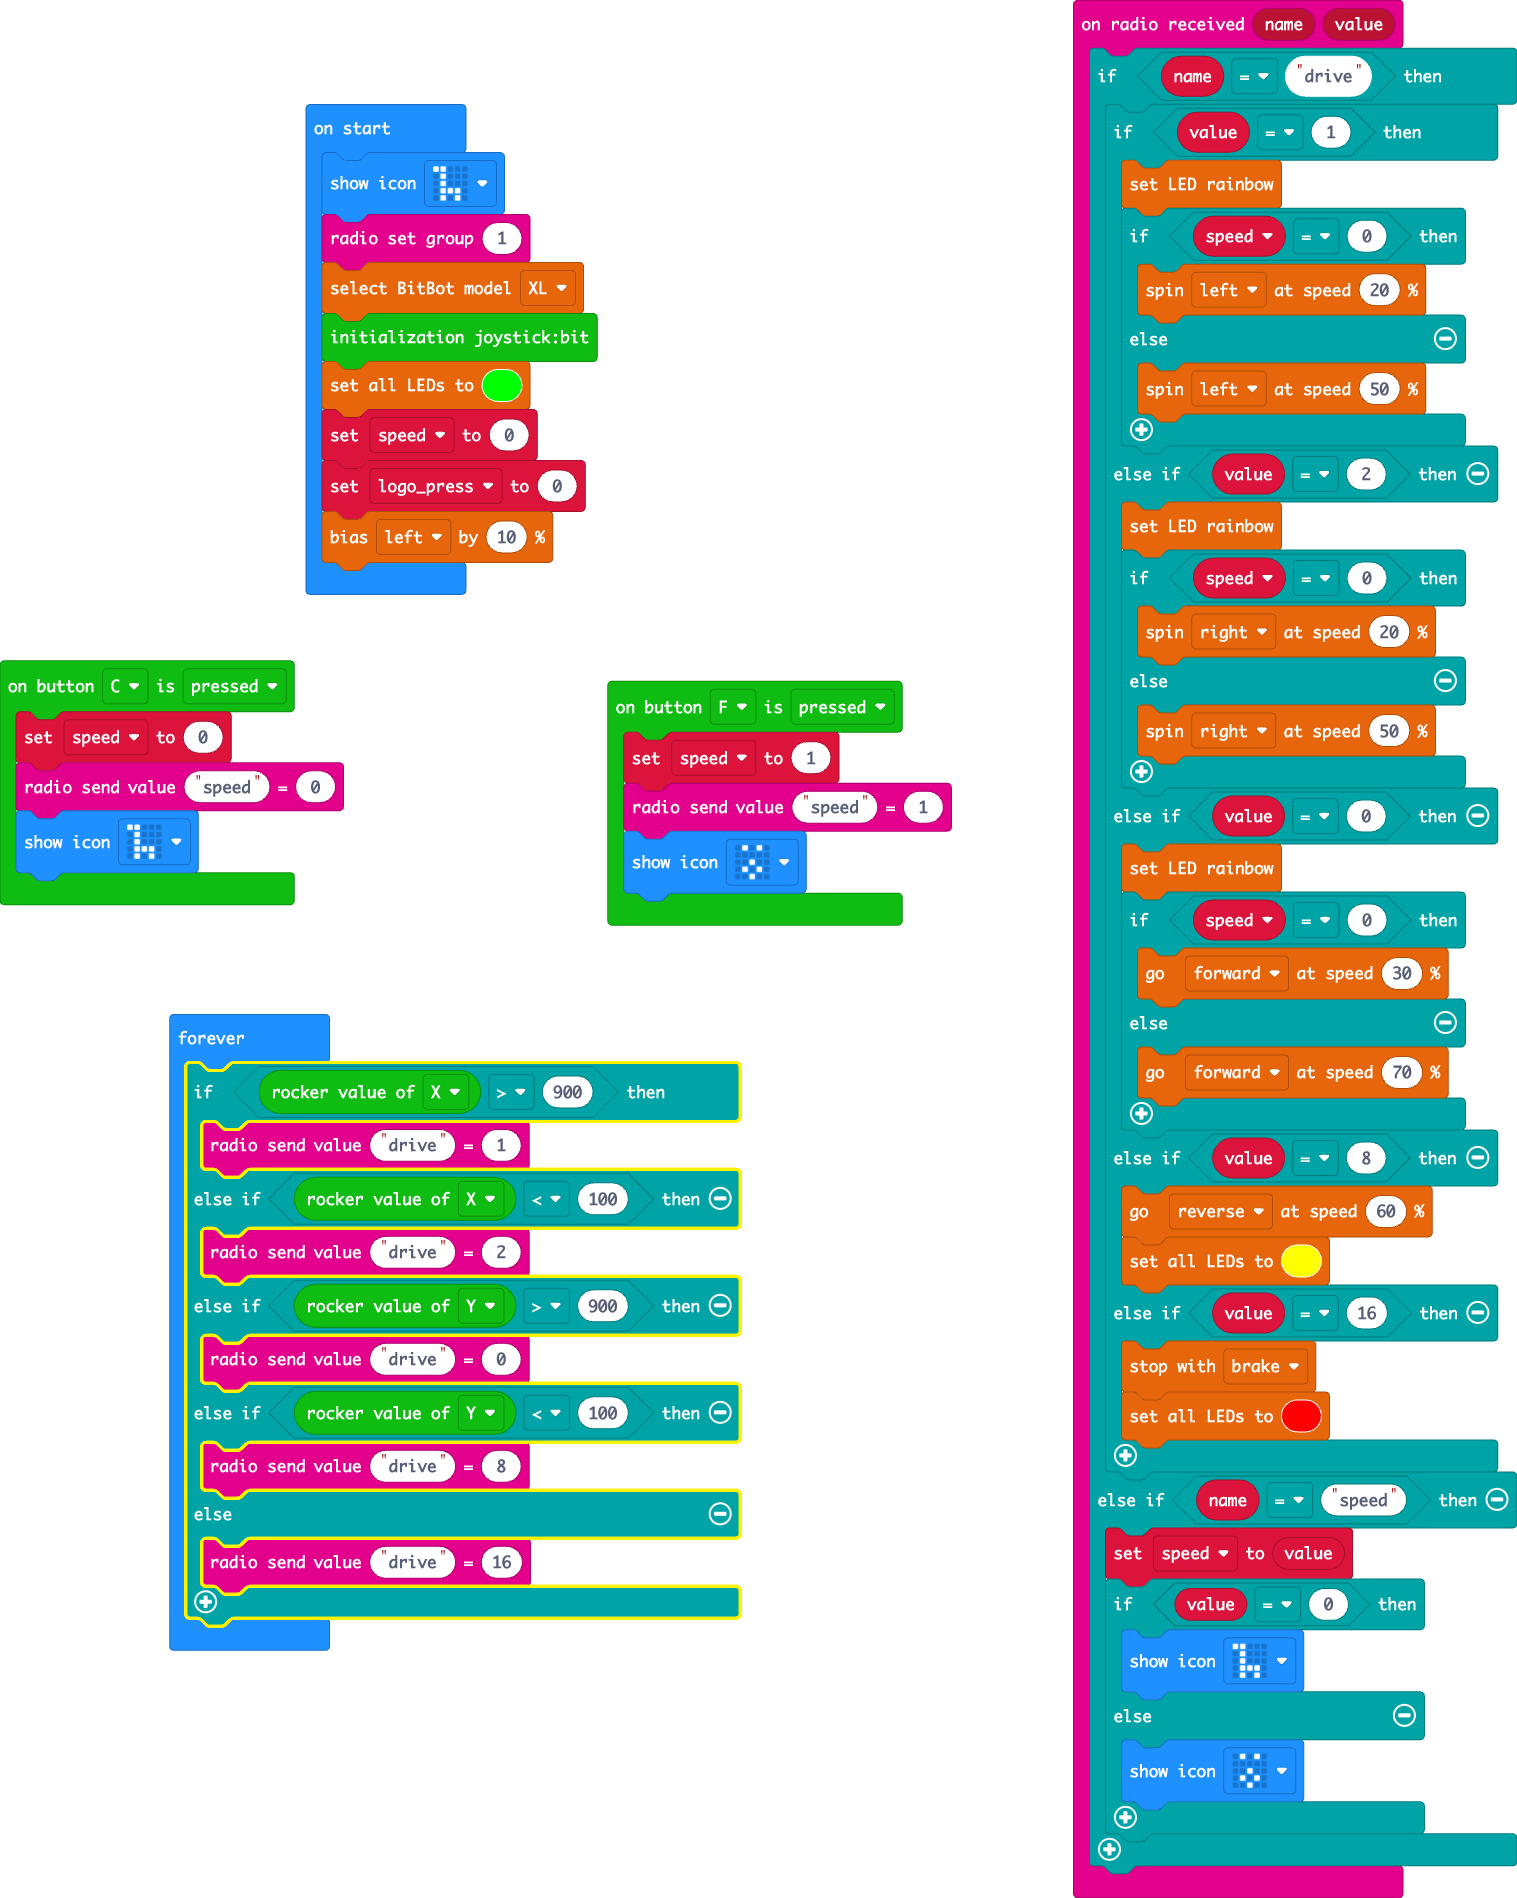 on start
show icon
radio set group 1
select BitBot model XL
initialization joystick:bit
set all LEDs to
set speed to 0
set logo_press to 0
bias left by 10 %
on button C is pressed
set speed to 0
radio send value "speed" = 0
show icon
on button F is pressed
set speed to 1
radio send value "speed" = 1
show icon
forever
if rocker value of X > 900 then
radio send value "drive" = 1
else if rocker value of X < 100 then
radio send value "drive" = 2
else if rocker value of Y > 900 then
radio send value "drive" = 0
else if rocker value of Y < 100 then
radio send value "drive" = 8
else
radio send value "drive" = 16
on radio received name value
if name = "drive" then
if value = 1 then
set LED rainbow
if speed = 0 then
spin left at speed 20 %
else
spin left at speed 50 %
else if value = 2 then
set LED rainbow
if speed = 0 then
spin right at speed 20 %
else
spin right at speed 50 %
else if value = 0 then
set LED rainbow
if speed = 0 then
go forward at speed 30 %
else
go forward at speed 70 %
else if value = 8 then
go reverse at speed 60 %
set all LEDs to
else if value = 16 then
stop with brake
set all LEDs to
else if name = "speed" then
set speed to value
if value = 0 then
show icon
else
show icon